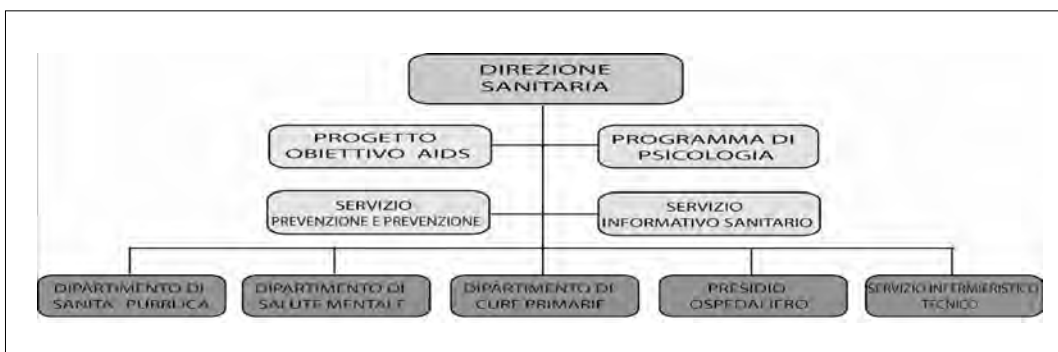 DIREZIONE
SANITARIA
PROGETTO
OBIETTIVO AIDS
PROGRAMMA DI
PSICOLOGIA
SERVIZIO
PREVENZIONE E PREVENZIONE
SERVIZIO
INFORMATIVO SANITARIO
DIPARTIMENTO DI
SANITA' PUBBLICA
DIPARTIMENTO DI
SALUTE MENTALE
DIPARTIMENTO DI
CURE PRIMARIE
PRESIDIO
OSPEDALIERO
SERVIZIO INFERMIERISTICO
TECNICO